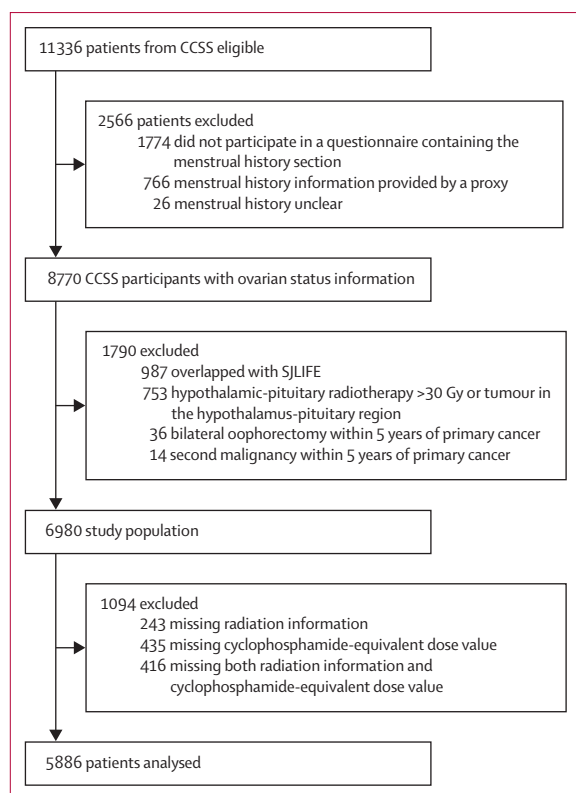 11336 patients from CCSS eligible
2566 patients excluded
1774 did not participate in a questionnaire containing the
menstrual history section
766 menstrual history information provided by a proxy
26 menstrual history unclear
8770 CCSS participants with ovarian status information
1790 excluded
987 overlapped with SJLIFE
753 hypothalamic-pituitary radiotherapy >30 Gy or tumour in
the hypothalamus-pituitary region
36 bilateral oophorectomy within 5 years of primary cancer
14 second malignancy within 5 years of primary cancer
6980 study population
1094 excluded
243 missing radiation information
435 missing cyclophosphamide-equivalent dose value
416 missing both radiation information and
cyclophosphamide-equivalent dose value
5886 patients analysed